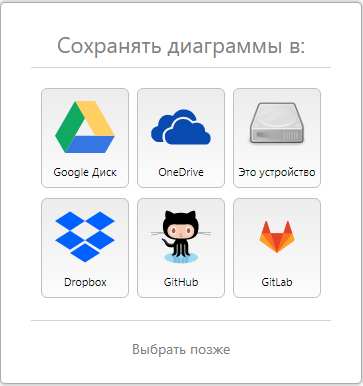 Сохранять диаграммы в:
Google Диск
OneDrive
Это устройство
Dropbox
GitHub
GitLab
Выбрать позже